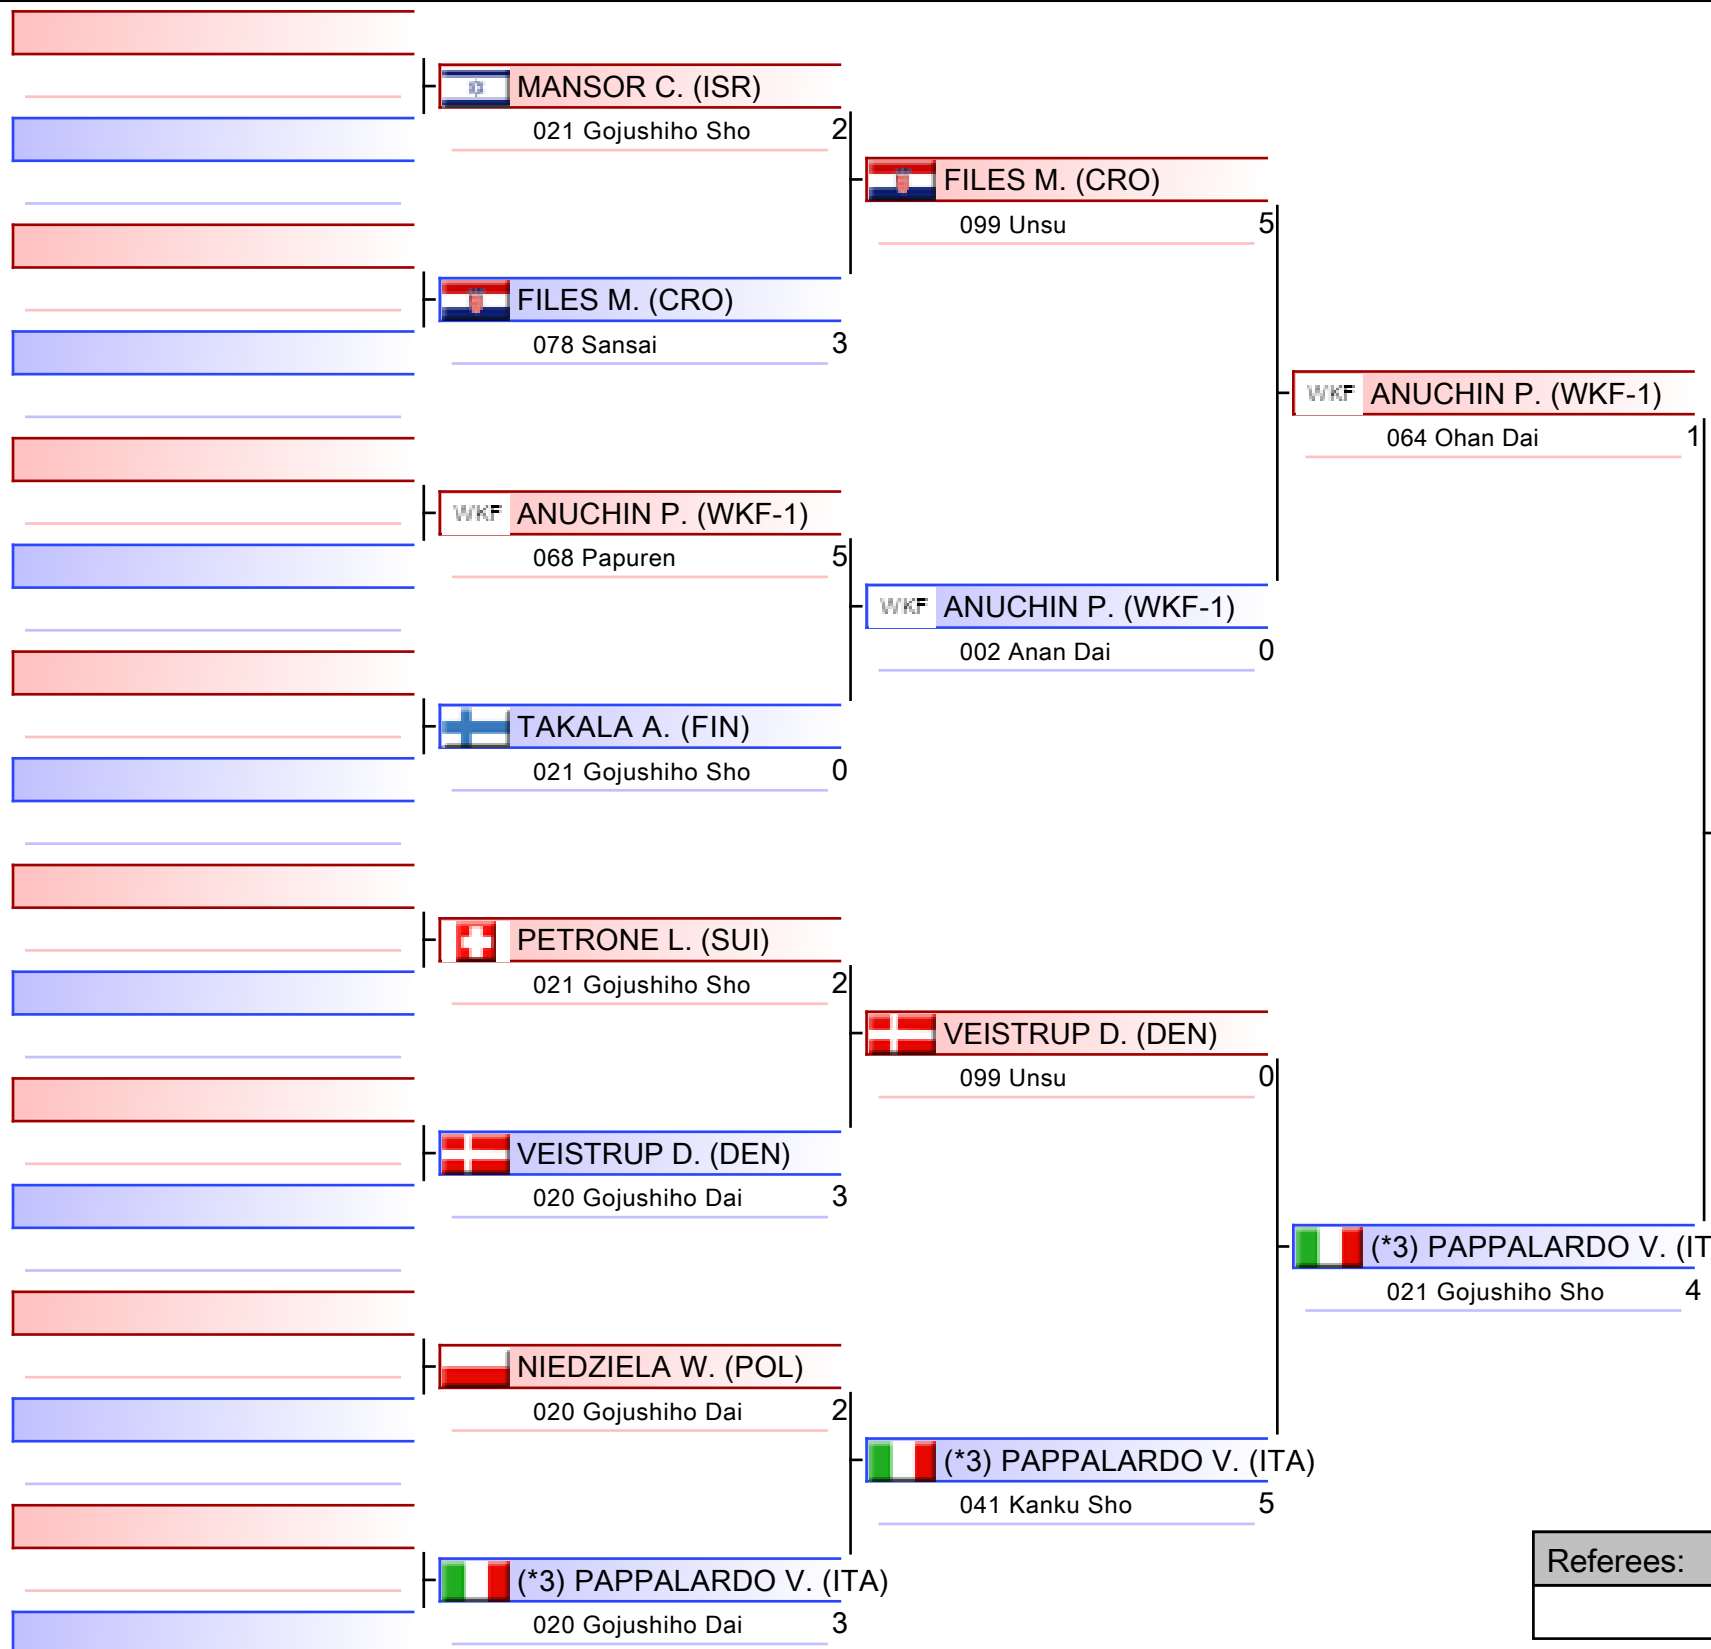 MANSOR C. (ISR)
021 Gojushiho Sho 2
FILES M. (CRO)
099 Unsu 5
FILES M. (CRO)
078 Sansai 3
WKF ANUCHIN P. (WKF-1)
064 Ohan Dai 1
WKF ANUCHIN P. (WKF-1)
068 Papuren 5
WKF ANUCHIN P. (WKF-1)
002 Anan Dai 0
TAKALA A. (FIN)
021 Gojushiho Sho 0
PETRONE L. (SUI)
021 Gojushiho Sho 2
VEISTRUP D. (DEN)
099 Unsu 0
VEISTRUP D. (DEN)
020 Gojushiho Dai 3
(*3) PAPPALARDO V. (IT
021 Gojushiho Sho 4
NIEDZIELA W. (POL)
020 Gojushiho Dai 2
(*3) PAPPALARDO V. (ITA)
041 Kanku Sho 5
Referees:
(*3) PAPPALARDO V. (ITA)
020 Gojushiho Dai 3